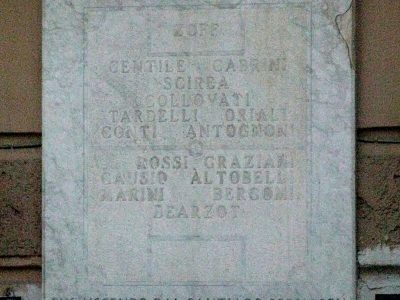 ZOFF
GENTILE CABRINI
SCIREA
COLLOVATI
TARDELLI ORIALI
CONTI ANTOGNONI
ROSSI GRAZIANI
CAUSIO ALTOBELLI
MARINI BERGOMI
BEARZOT